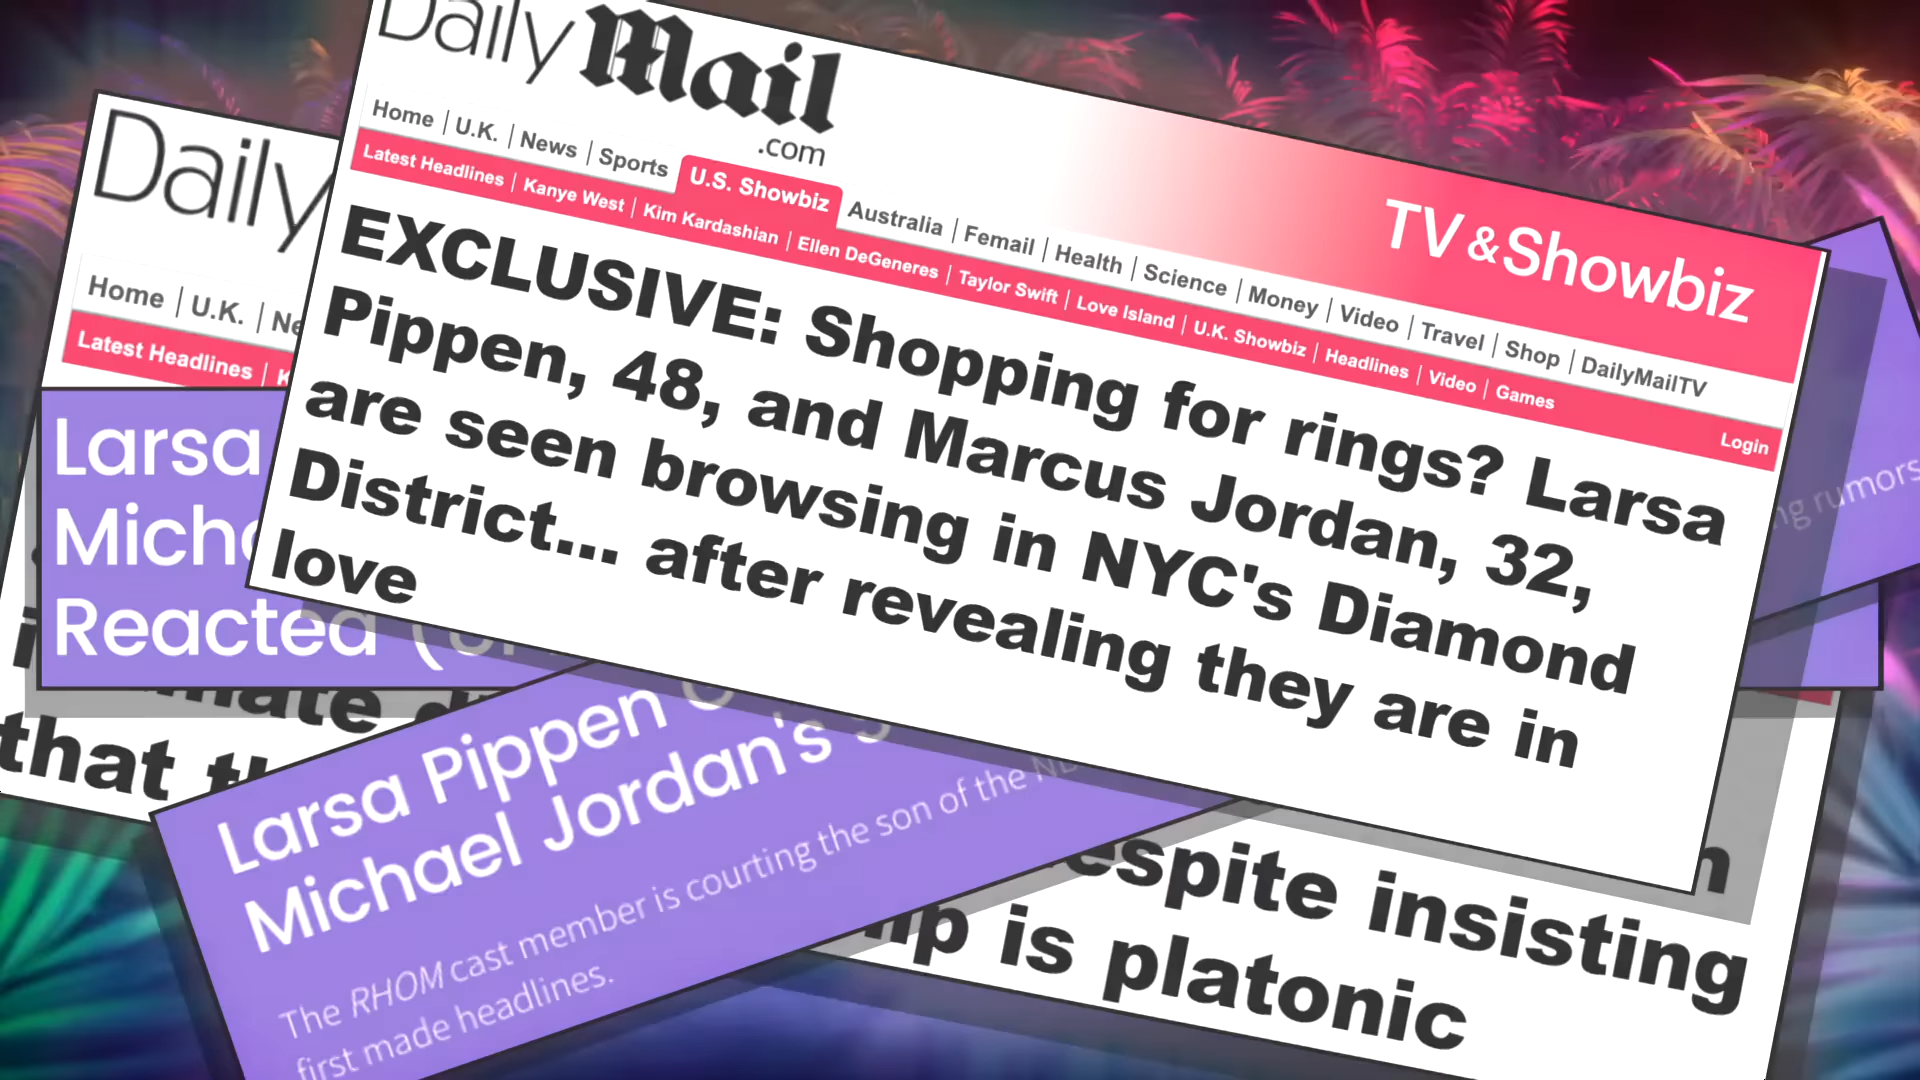 Daily Mail
.com
TV & Showbiz
Home | U.K. | News | Sports | U.S. Showbiz | Australia | Femail | Health | Science | Money | Video | Travel | Shop | DailyMailTV
Latest Headlines | Kanye West | Kim Kardashian | Ellen DeGeneres | Taylor Swift | Love Island | U.K. Showbiz | Headlines | Video | Games
Login
EXCLUSIVE: Shopping for rings? Larsa
Pippen, 48, and Marcus Jordan, 32,
are seen browsing in NYC's Diamond
District... after revealing they are in
love
Daily
Home | U.K. |
Latest Headlines |
Larsa
Reacted
that
rumors
Larsa Pippen
Michael Jordan's
The RHOM cast member is courting the son of the
first made headlines.
insisting
is platonic